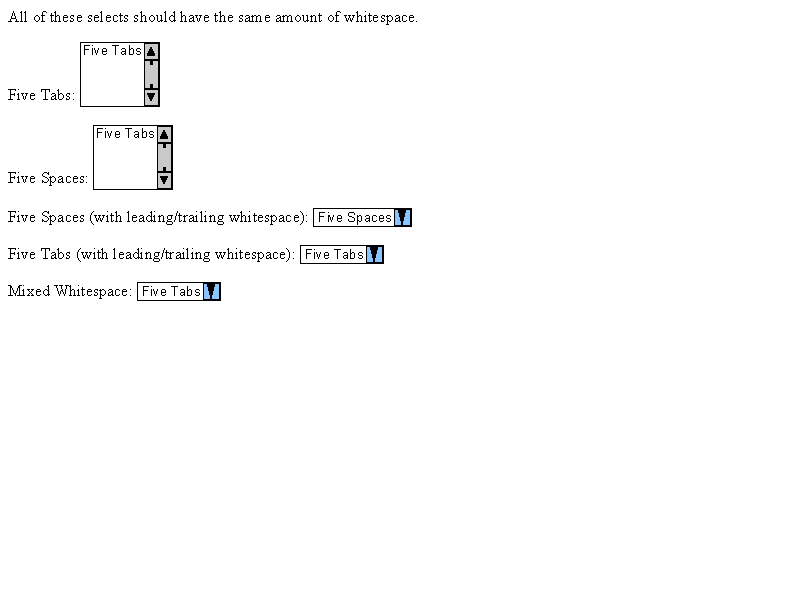 All of these selects should have the same amount of whitespace.
Five Tabs
Five Tabs:
Five Tabs
Five Spaces:
Five Spaces (with leading/trailing whitespace): Five Spaces
Five Tabs (with leading/trailing whitespace): Five Tabs
Mixed Whitespace: Five Tabs